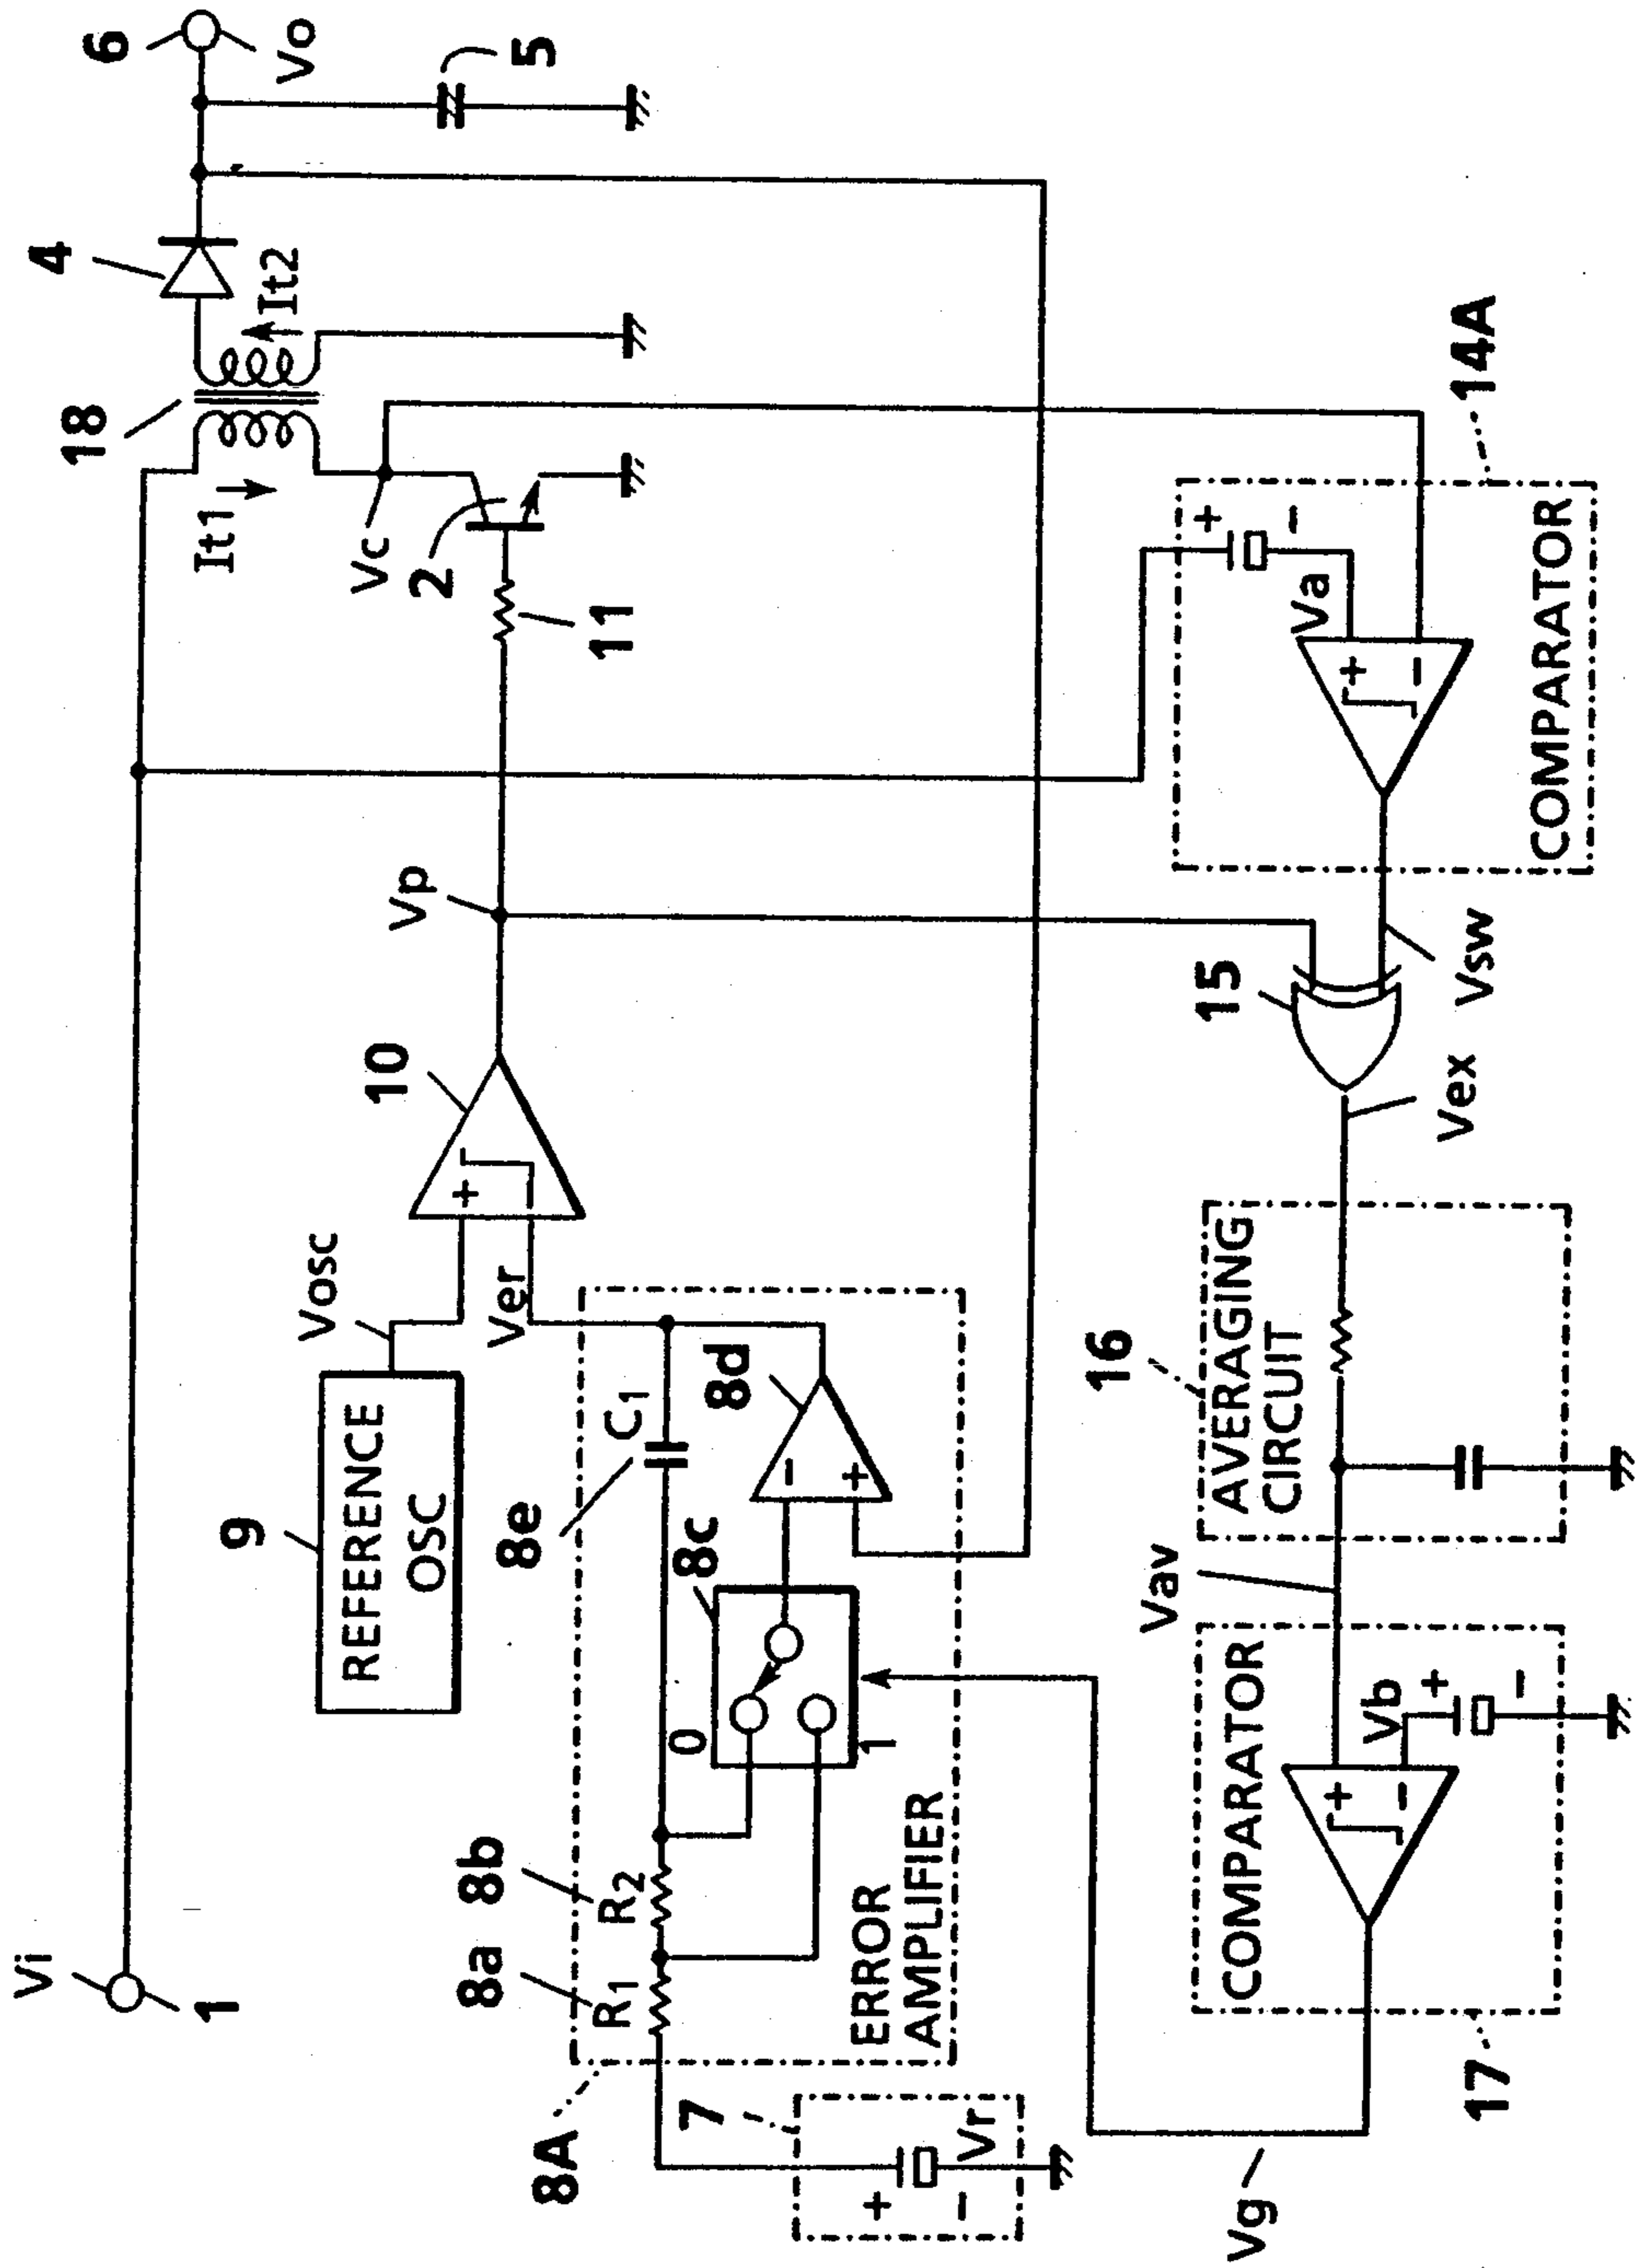 Vi
1
18
4
6
Vo
It1
It2
5
Vc
2
11
Vp
10
+
−
Vosc
Ver
9
REFERENCE
OSC
8e
C1
8d
−
+
8c
0
1
8b
R2
8a
R1
8A
ERROR
AMPLIFIER
7
+
−
Vr
14A
+
−
Va
+
−
COMPARATOR
Vsw
15
Vex
16
AVERAGING
CIRCUIT
Vav
COMPARATOR
Vb
+
−
+
−
17
Vg